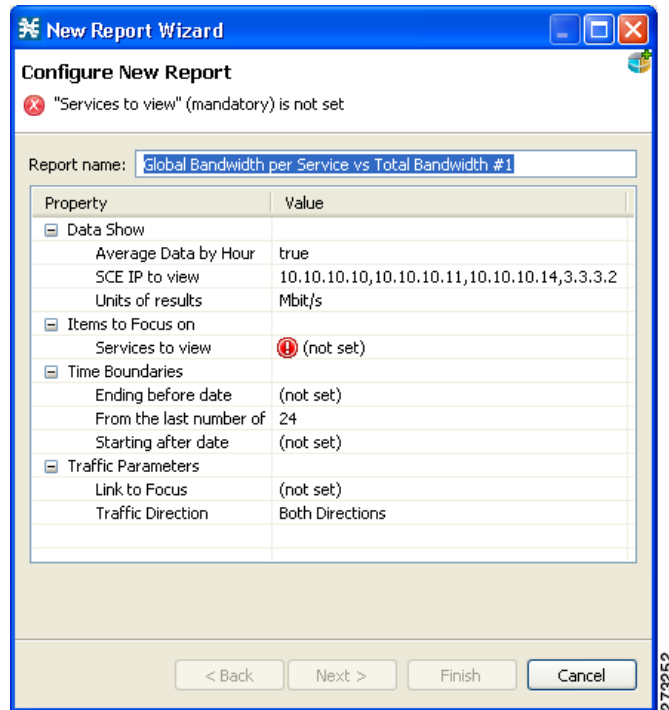 New Report Wizard
Configure New Report
"Services to view" (mandatory) is not set
Report name: Global Bandwidth per Service vs Total Bandwidth #1
Property Value
Data Show
Average Data by Hour true
SCE IP to view 10.10.10.10,10.10.10.11,10.10.10.14,3.3.3.2
Units of results Mbit/s
Items to Focus on
Services to view (not set)
Time Boundaries
Ending before date (not set)
From the last number of 24
Starting after date (not set)
Traffic Parameters
Link to Focus (not set)
Traffic Direction Both Directions
< Back Next > Finish Cancel
273252